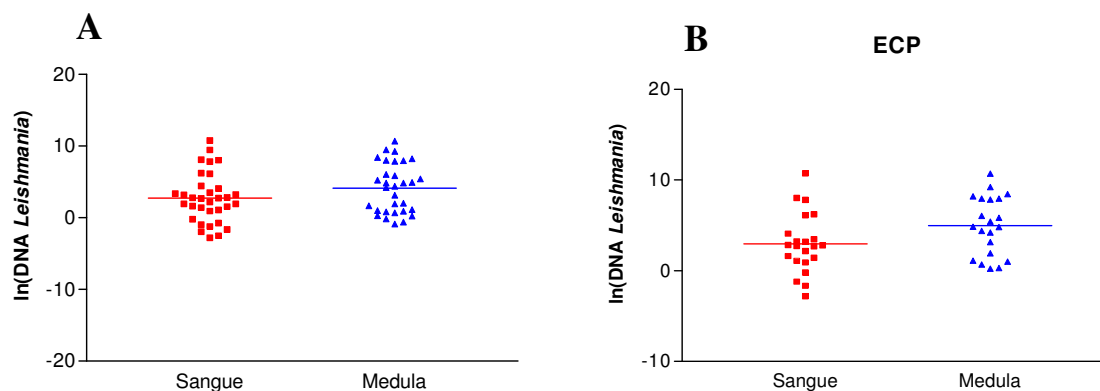 A
ln(DNA Leishmania)
20
10
0
-10
-20
Sangue Medula
B
ECP
ln(DNA Leishmania)
20
10
0
-10
Sangue Medula